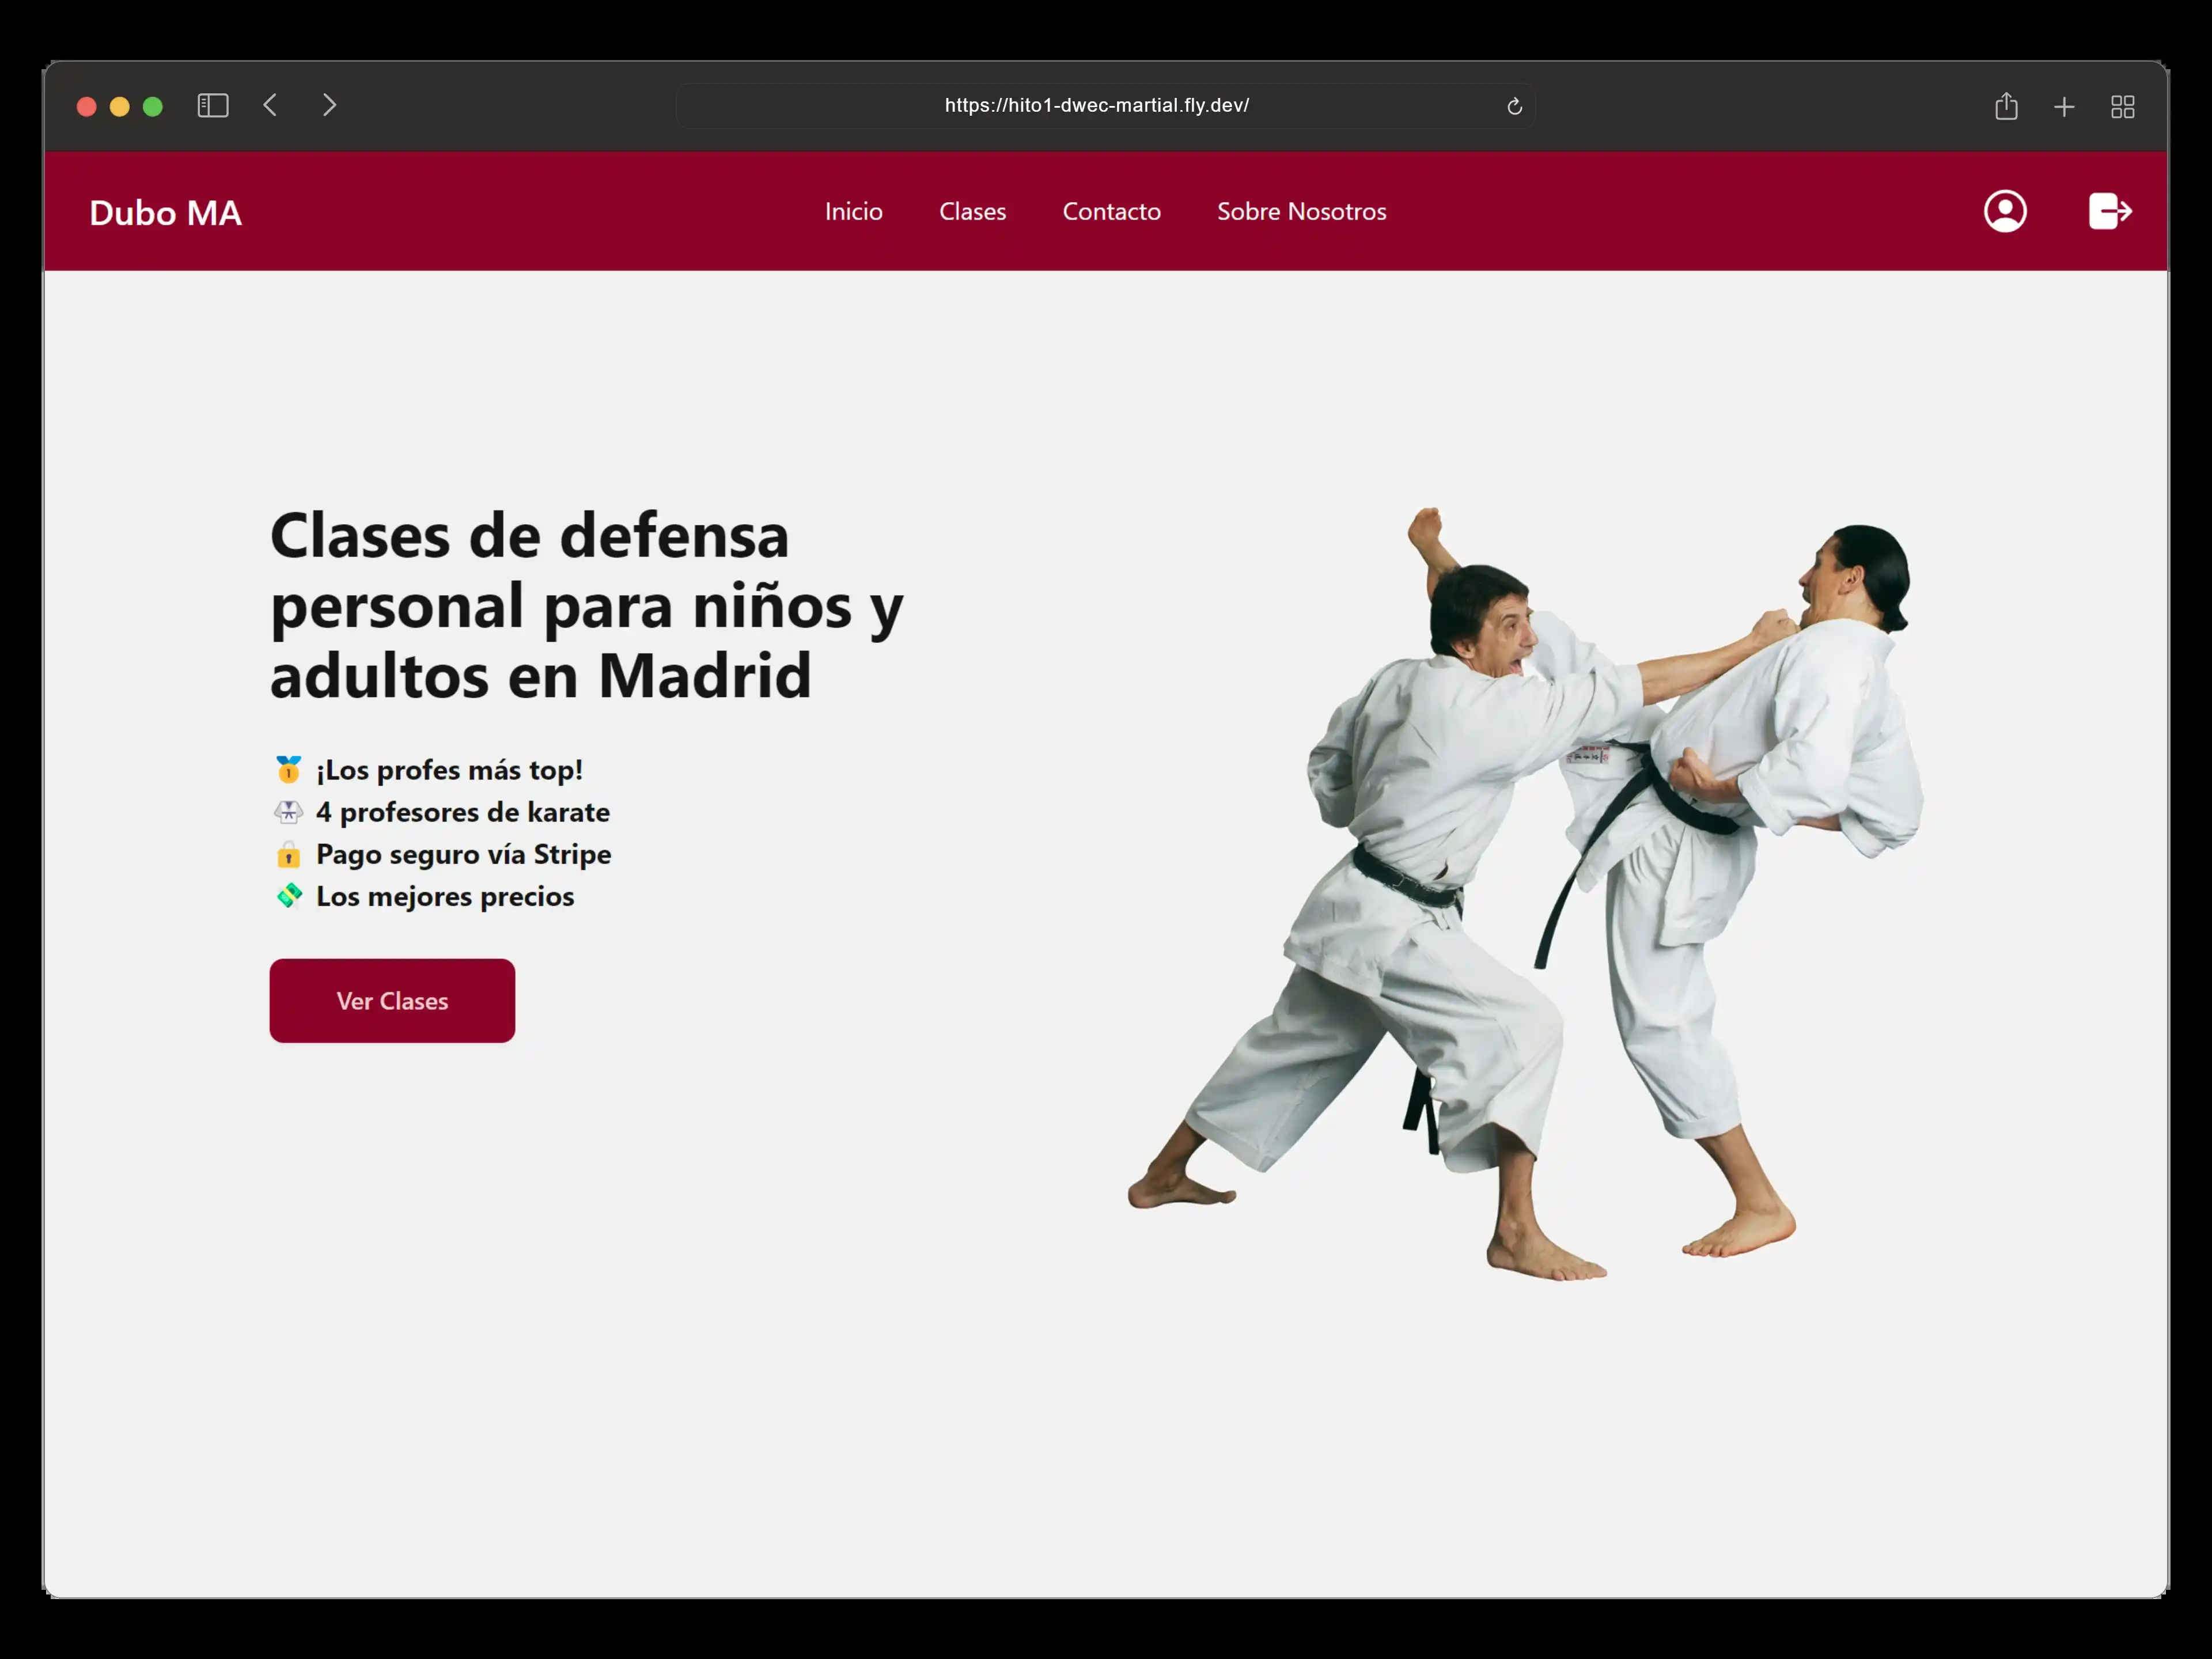 https://hito1-dwec-martial.fly.dev/
Dubo MA
Inicio
Clases
Contacto
Sobre Nosotros
Clases de defensa
personal para niños y
adultos en Madrid
¡Los profes más top!
4 profesores de karate
Pago seguro vía Stripe
Los mejores precios
Ver Clases